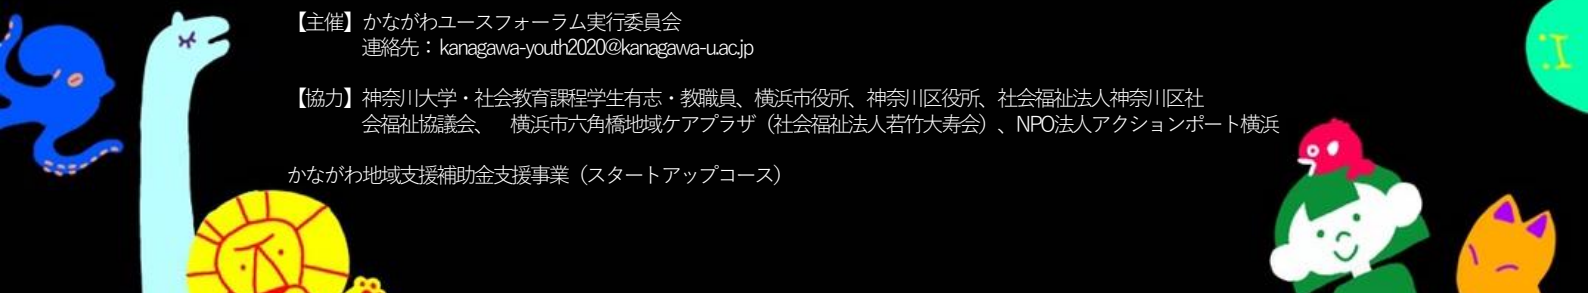 【主催】かながわユースフォーラム実行委員会
連絡先：kanagawa-youth2020@kanagawa-u.ac.jp
【協力】神奈川大学・社会教育課程学生有志・教職員、横浜市役所、神奈川区役所、社会福祉法人神奈川区社
会福祉協議会、　横浜市六角橋地域ケアプラザ（社会福祉法人若竹大寿会）、NPO法人アクションポート横浜
かながわ地域支援補助金支援事業（スタートアップコース）